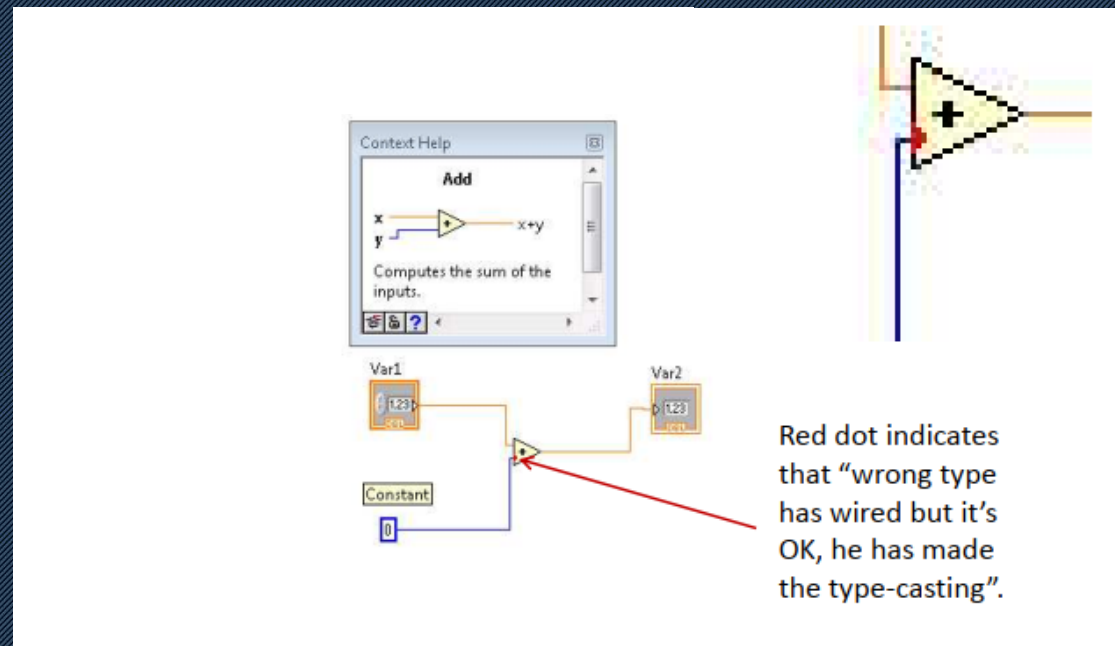 Context Help
Add
x
y
x+y
Computes the sum of the
inputs.
?
Var1
1.23
Var2
1.23
Constant
0
Red dot indicates
that “wrong type
has wired but it’s
OK, he has made
the type-casting”.